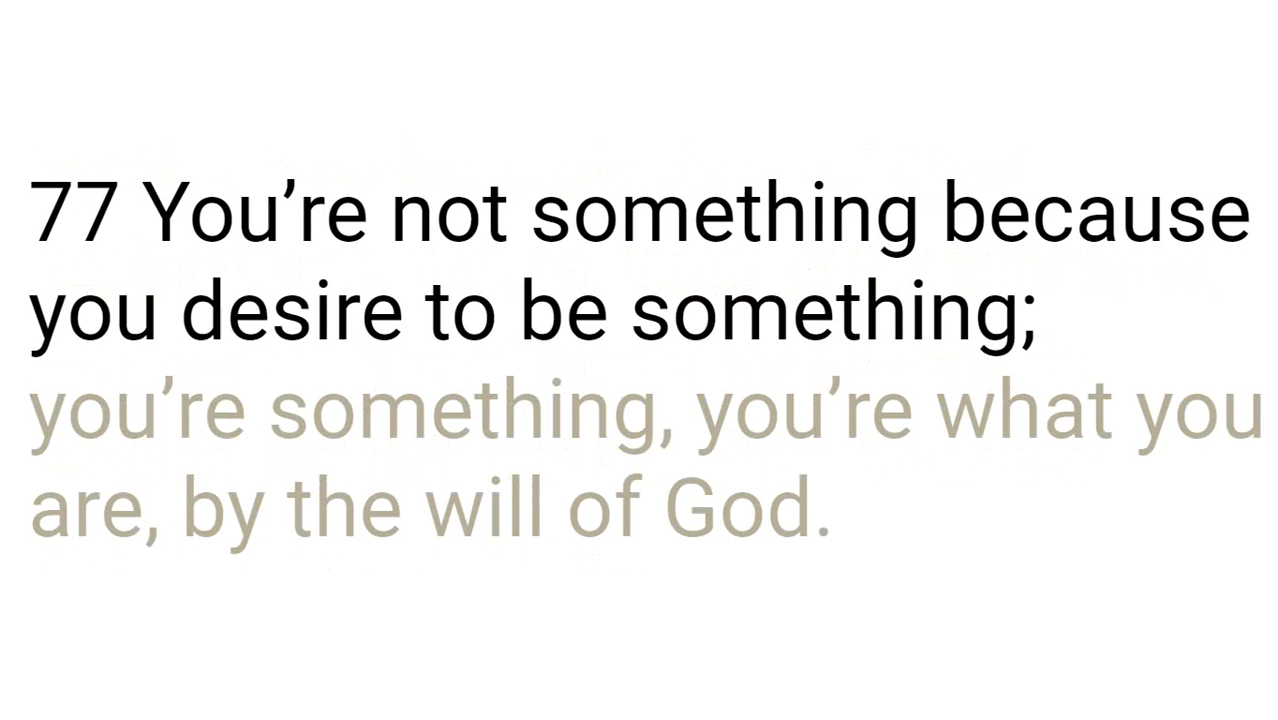 77 You’re not something because
you desire to be something;
you’re something, you’re what you
are, by the will of God.